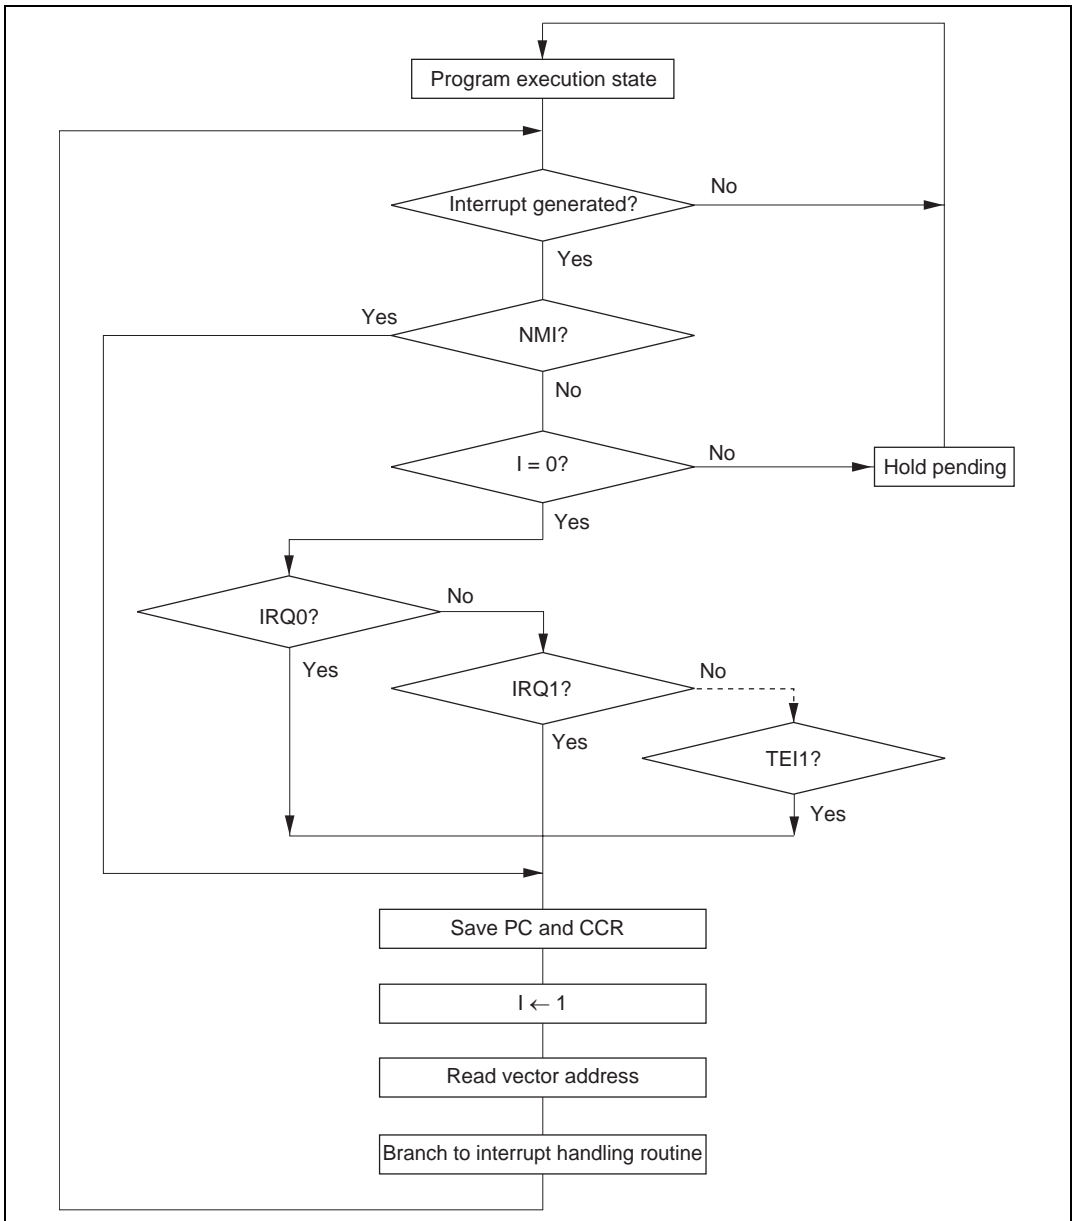 Program execution state
Interrupt generated?
No
Yes
Yes
NMI?
No
I = 0?
No
Hold pending
Yes
IRQ0?
No
Yes
IRQ1?
No
Yes
TEI1?
Yes
Save PC and CCR
I ← 1
Read vector address
Branch to interrupt handling routine